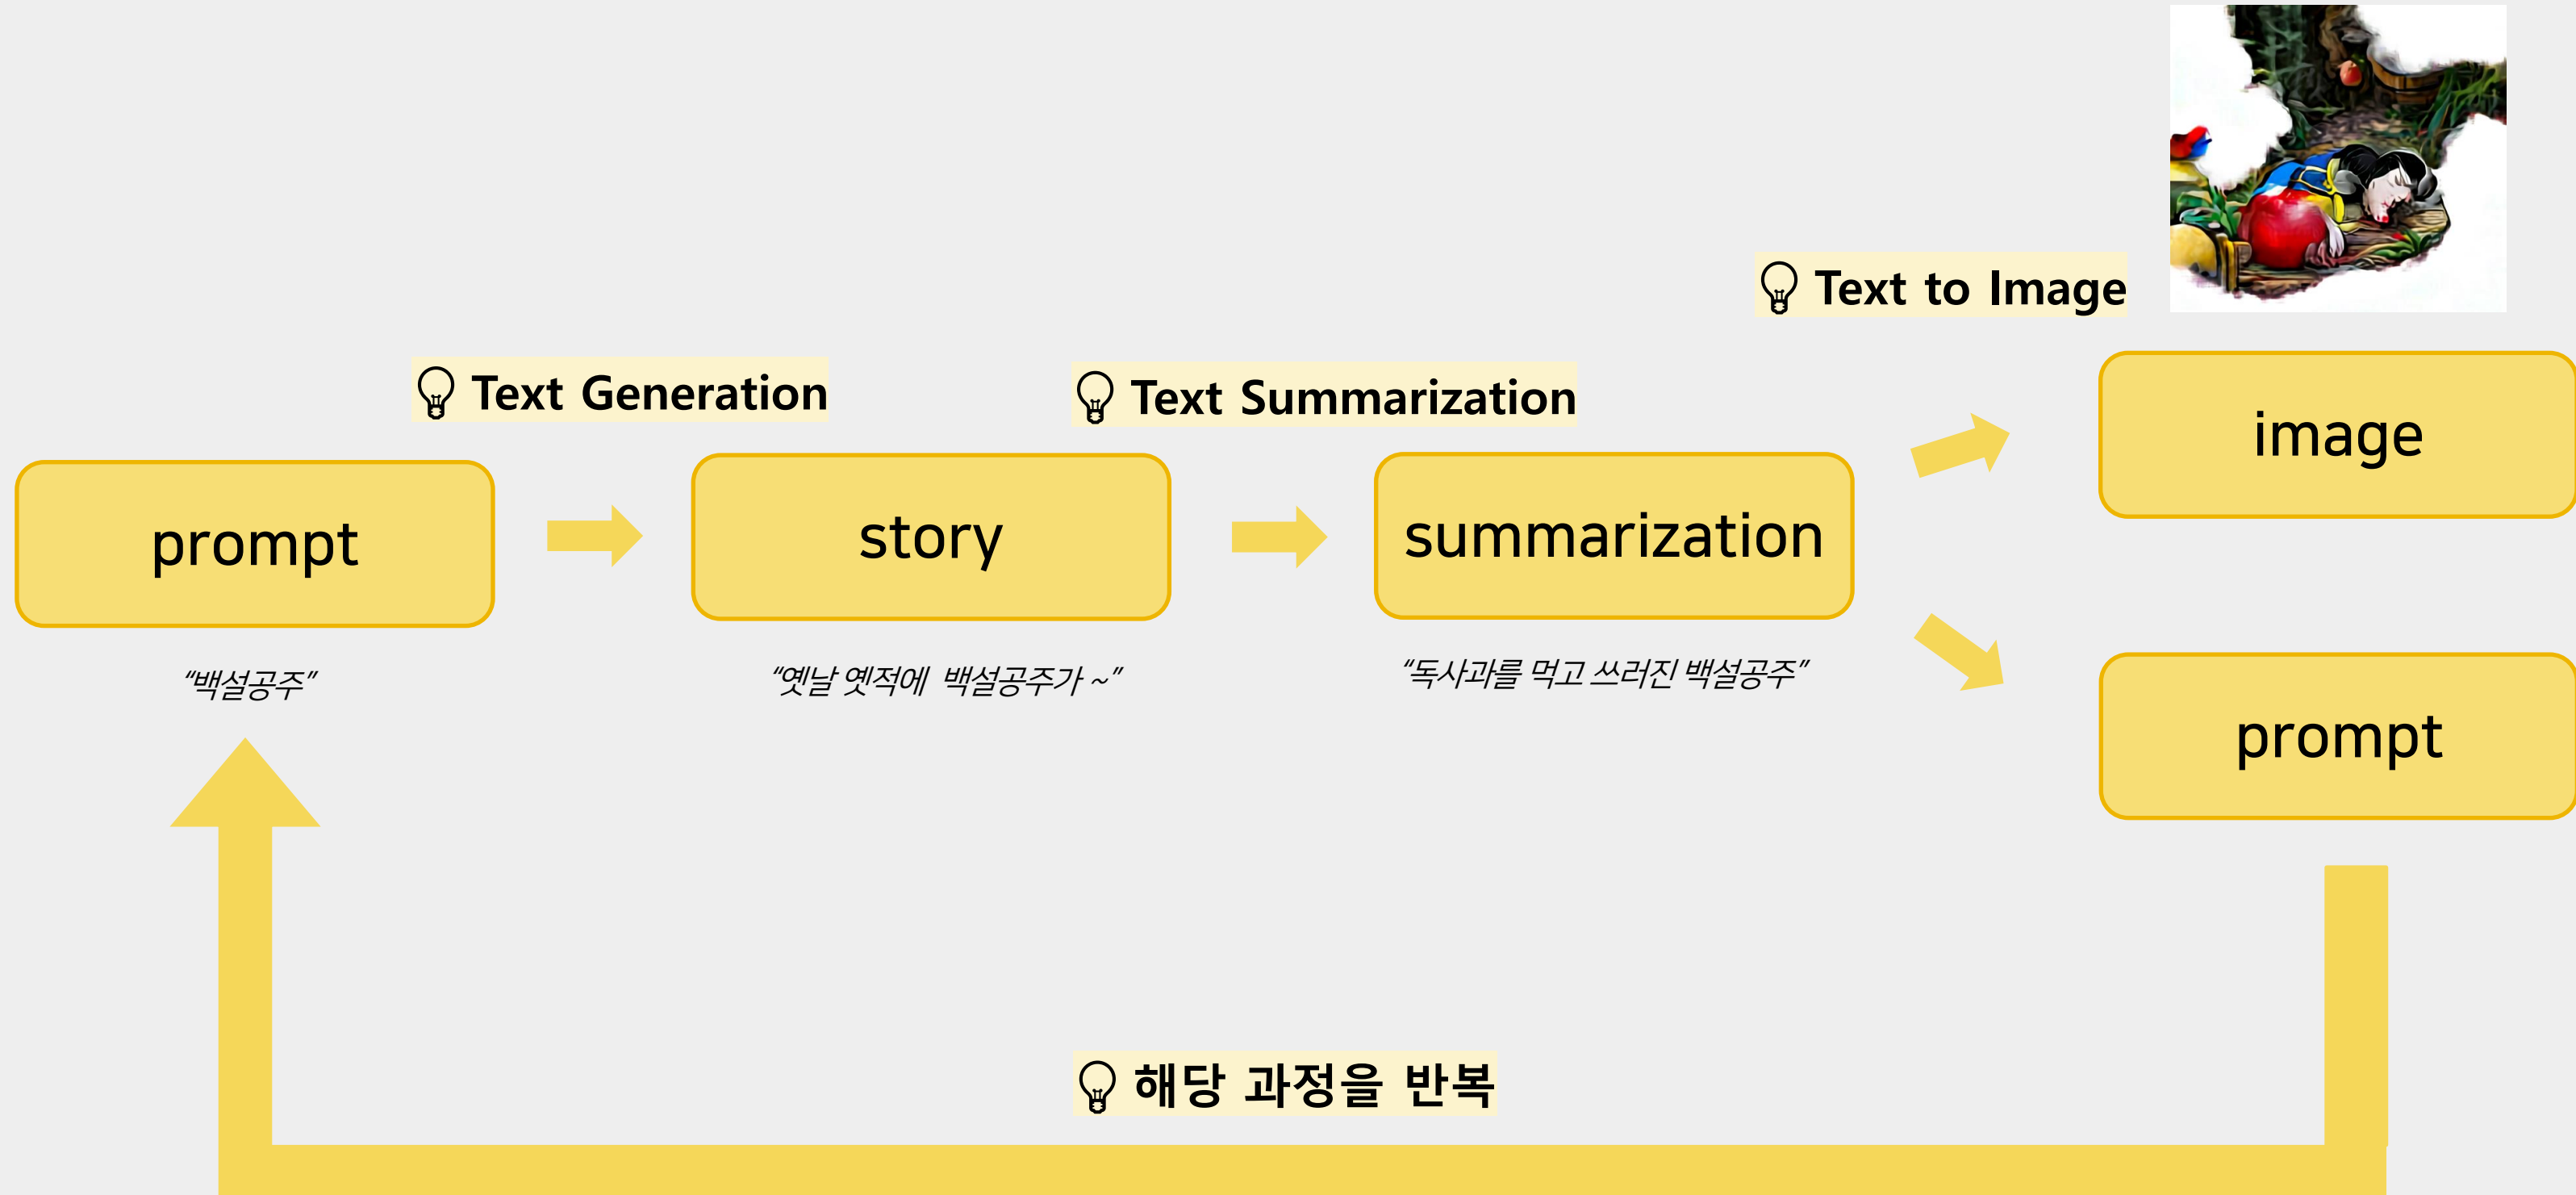 Text to Image
Text Generation
Text Summarization
prompt
story
summarization
image
"백설공주"
"옛날 옛적에 백설공주가 ~"
"독사과를 먹고 쓰러진 백설공주"
prompt
해당 과정을 반복